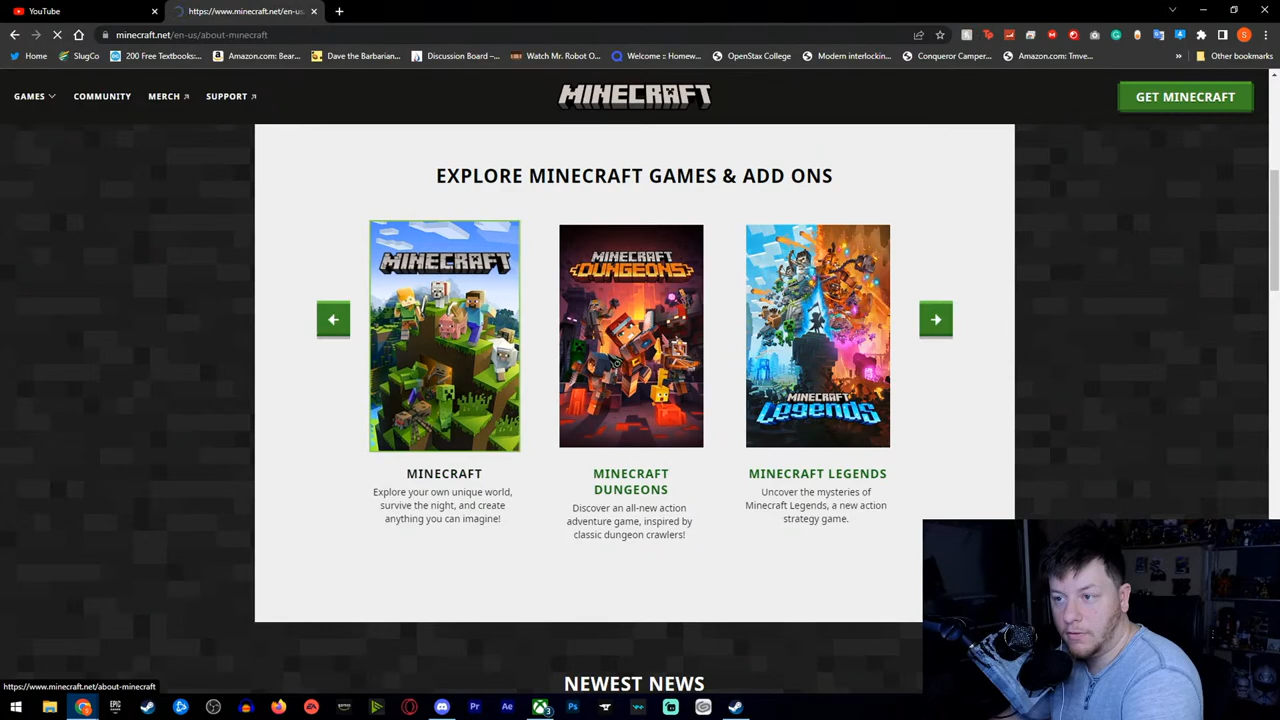 YouTube
https://www.minecraft.net/en-us/
minecraft.net/en-us/about-minecraft
Home
SlugCo
200 Free Textbooks:...
Amazon.com: Bear...
Dave the Barbarian...
Discussion Board –...
Watch Mr. Robot O...
Welcome :: Homew...
OpenStax College
Modern interlockin...
Conquerer Camper...
Amazon.com: Tmve...
Other bookmarks
GAMES
COMMUNITY
MERCH
SUPPORT
MINECRAFT
GET MINECRAFT
EXPLORE MINECRAFT GAMES & ADD ONS
MINECRAFT
MINECRAFT
DUNGEONS
MINECRAFT
Legends
MINECRAFT
Explore your own unique world,
survive the night, and create
anything you can imagine!
MINECRAFT
DUNGEONS
Discover an all-new action
adventure game, inspired by
classic dungeon crawlers!
MINECRAFT LEGENDS
Uncover the mysteries of
Minecraft Legends, a new action
strategy game.
NEWEST NEWS
https://www.minecraft.net/about-minecraft